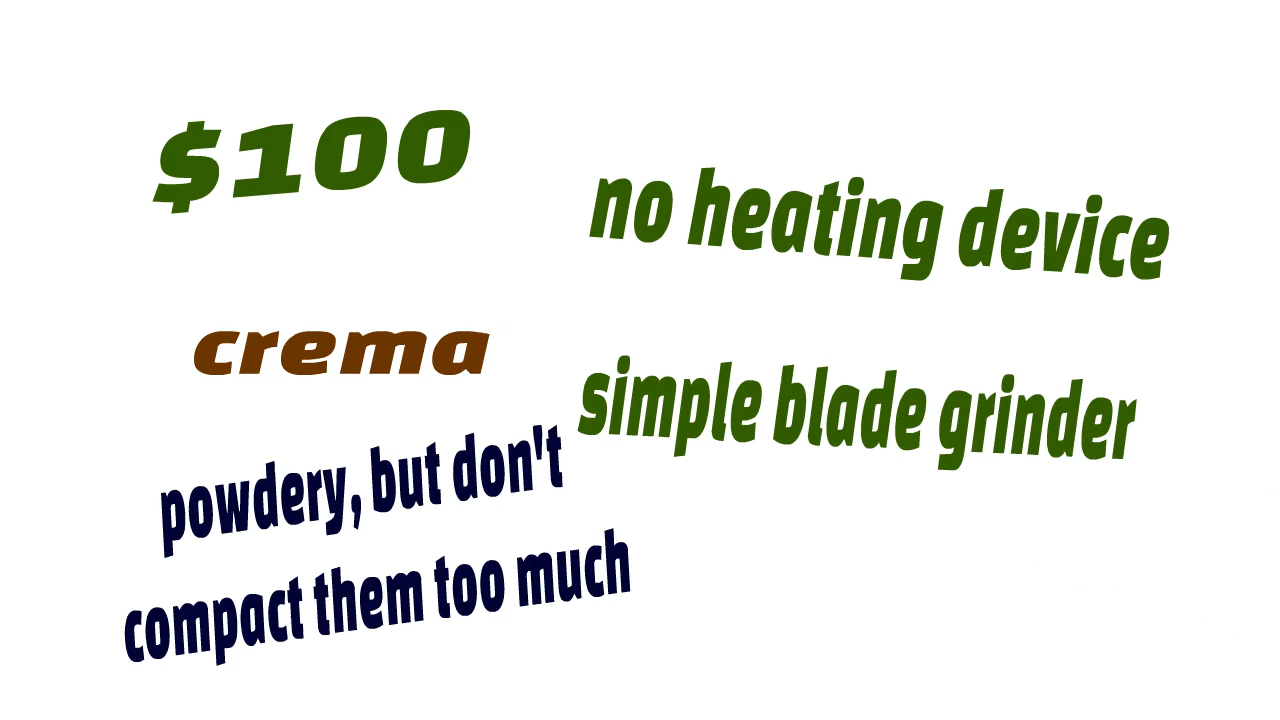 $100
no heating device
crema
simple blade grinder
powdery, but don't
compact them too much